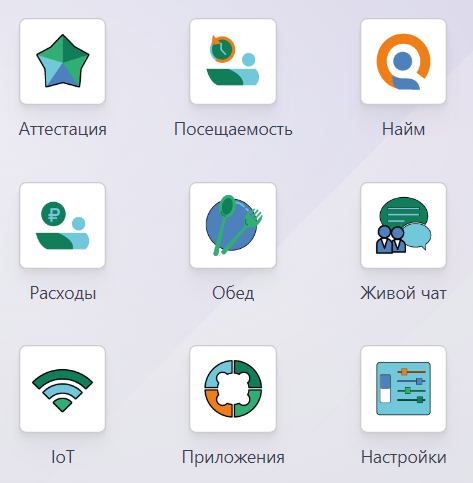 Аттестация
Посещаемость
Найм
₽
Расходы
Обед
Живой чат
IoT
Приложения
Настройки